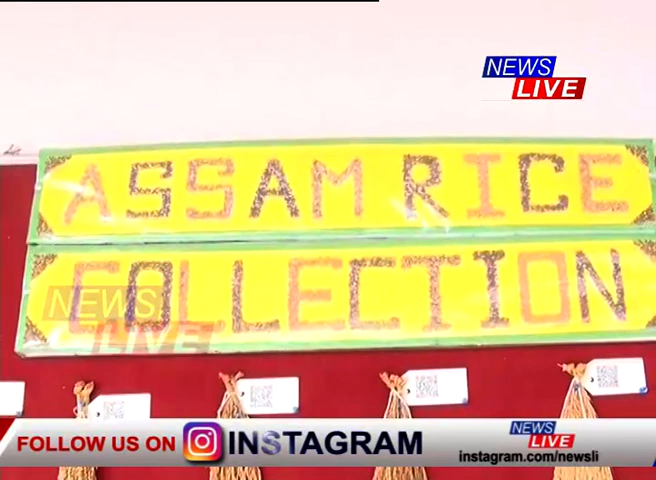 NEWS
LIVE
ASSAM RICE
COLLECTION
NEWS
LIVE
FOLLOW US ON INSTAGRAM
NEWS
LIVE
instagram.com/newsli